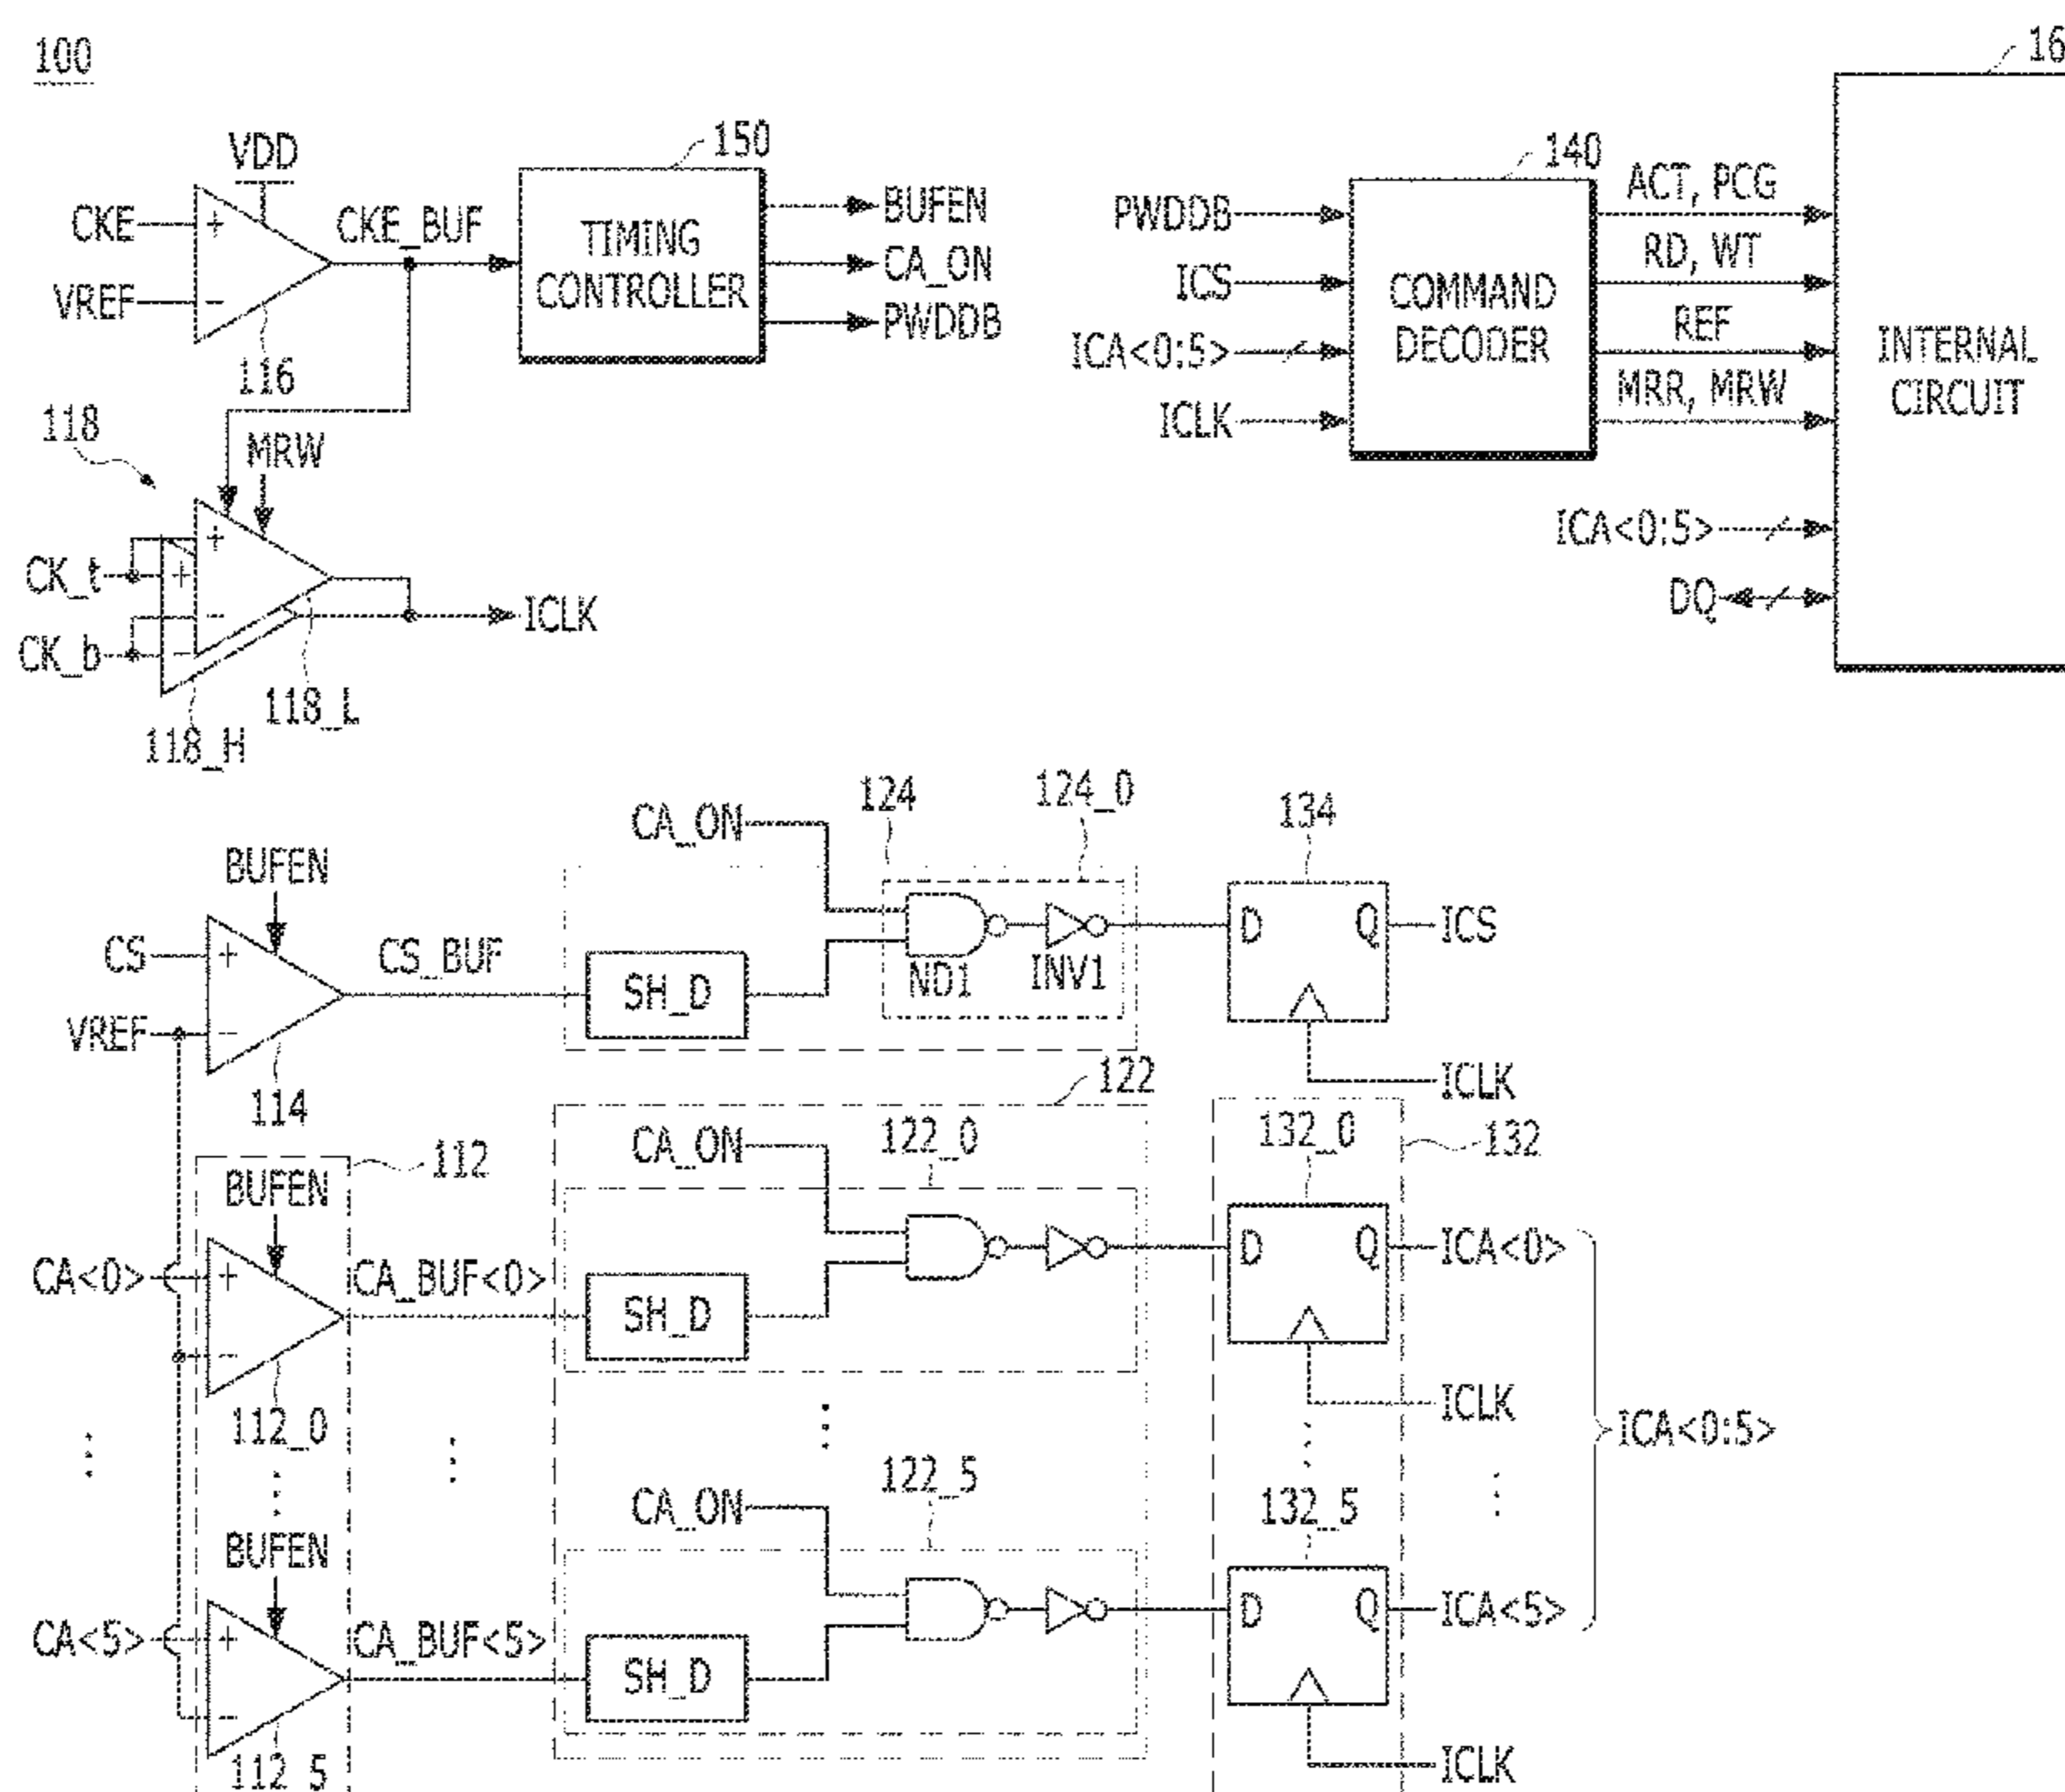 100
16
VDD
150
140
CKE
+
CKE_BUF
TIMING
CONTROLLER
BUFEN
CA_ON
PWDDB
VREF
-
116
PWDDB
ICS
ICA<0:5>
ICLK
COMMAND
DECODER
ACT, PCG
RD, WT
REF
MRR, MRW
INTERNAL
CIRCUIT
118
MRW
+
CK_t
+
-
CK_b
-
ICLK
118_L
118_H
ICA<0:5>
DQ
124
124_0
134
CA_ON
BUFEN
CS
+
CS_BUF
SH_D
ND1
INV1
D
Q
ICS
VREF
-
114
ICLK
122
112
CA_ON
122_0
132_0
132
BUFEN
CA<0>
+
-
CA_BUF<0>
SH_D
D
Q
ICA<0>
112_0
ICLK
ICA<0:5>
122_5
CA_ON
132_5
BUFEN
CA<5>
+
-
CA_BUF<5>
SH_D
D
Q
ICA<5>
112_5
ICLK